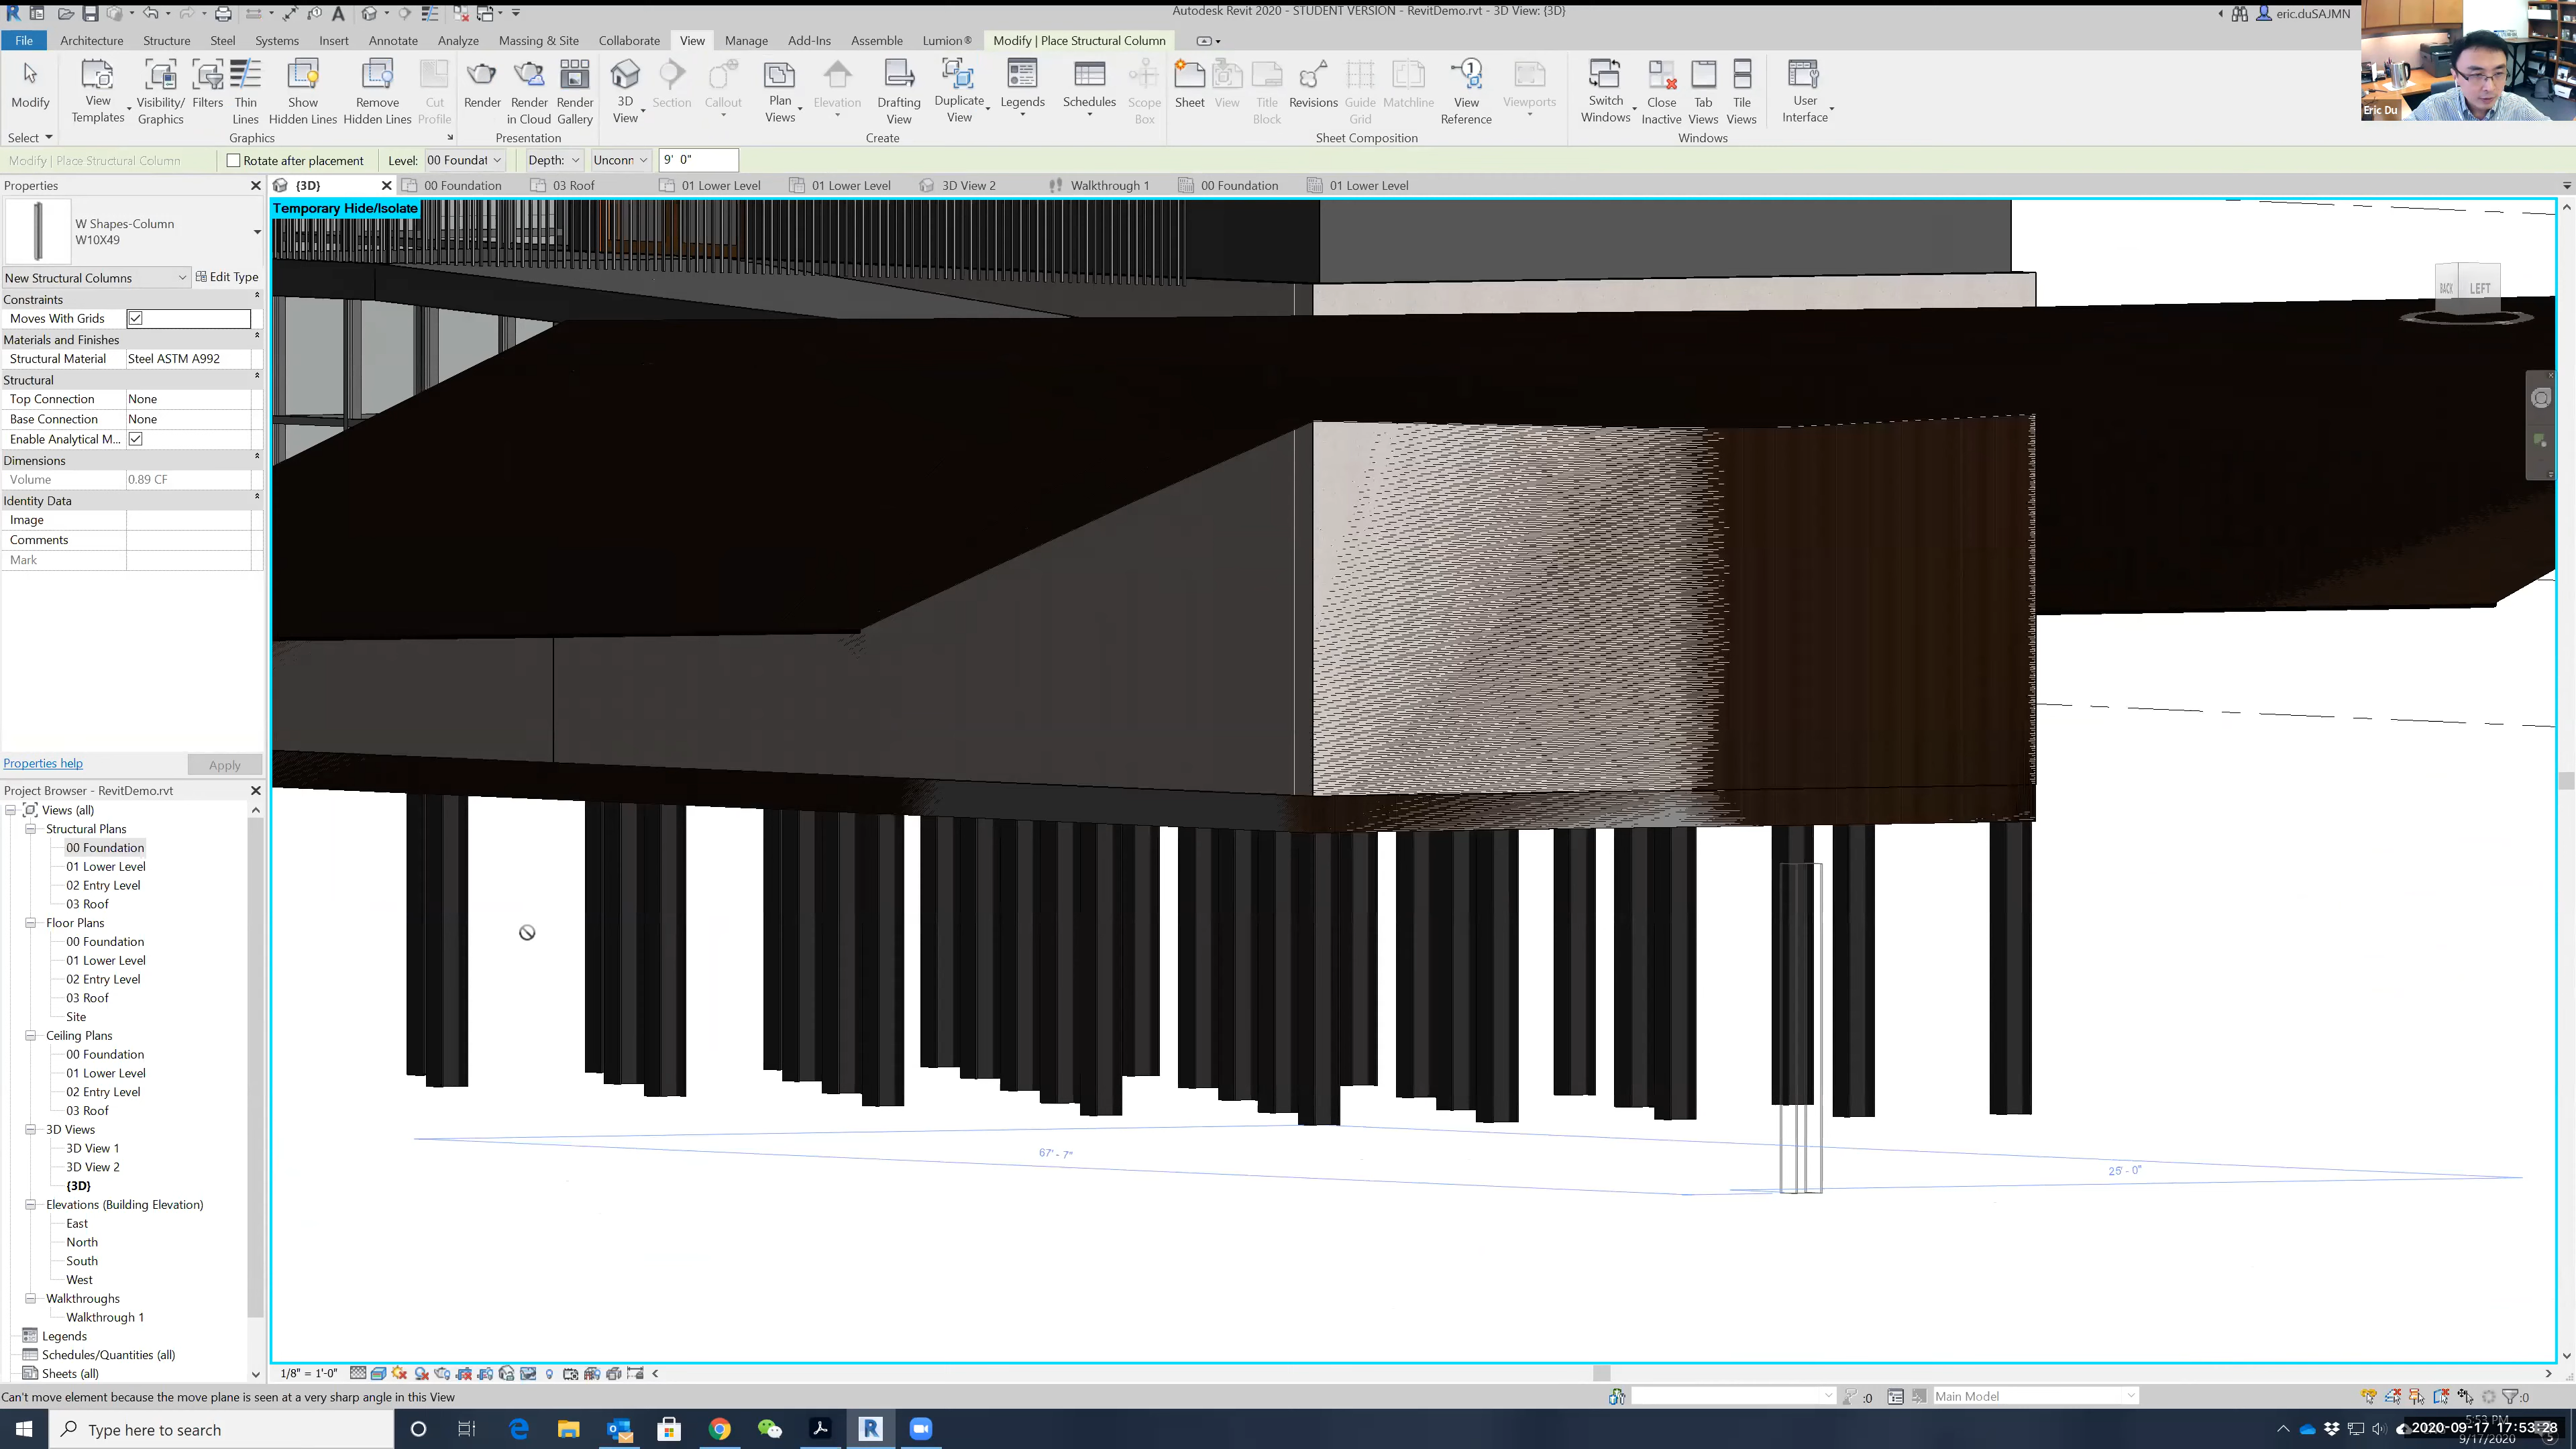 Autodesk Revit 2020 - STUDENT VERSION - RevitDemo.rvt - 3D View: {3D}
eric.duSAJMN
File Architecture Structure Steel Systems Insert Annotate Analyze Massing & Site Collaborate View Manage Add-Ins Assemble Lumion® Modify | Place Structural Column
Modify
View Templates
Visibility/ Graphics
Filters
Thin Lines
Show Hidden Lines
Remove Hidden Lines
Cut Profile
Render
Render in Cloud
Render Gallery
3D View
Section
Callout
Plan Views
Elevation
Drafting View
Duplicate View
Legends
Schedules
Scope Box
Sheet
View
Title Block
Revisions
Guide Grid
Matchline
View Reference
Viewports
Switch Windows
Close Inactive
Tab Views
Tile Views
User Interface
Eric Du
Select Graphics Presentation Create Sheet Composition Windows
Modify | Place Structural Column Rotate after placement Level: 00 Foundat Depth: Unconn 9' 0"
Properties
{3D} 00 Foundation 03 Roof 01 Lower Level 01 Lower Level 3D View 2 Walkthrough 1 00 Foundation 01 Lower Level
Temporary Hide/Isolate
W Shapes-Column
W10X49
New Structural Columns Edit Type
Constraints
Moves With Grids
Materials and Finishes
Structural Material Steel ASTM A992
Structural
Top Connection None
Base Connection None
Enable Analytical M...
Dimensions
Volume 0.89 CF
Identity Data
Image
Comments
Mark
Properties help Apply
BACK LEFT
67' - 7"
25' - 0"
Project Browser - RevitDemo.rvt
Views (all)
Structural Plans
00 Foundation
01 Lower Level
02 Entry Level
03 Roof
Floor Plans
00 Foundation
01 Lower Level
02 Entry Level
03 Roof
Site
Ceiling Plans
00 Foundation
01 Lower Level
02 Entry Level
03 Roof
3D Views
3D View 1
3D View 2
{3D}
Elevations (Building Elevation)
East
North
South
West
Walkthroughs
Walkthrough 1
Legends
Schedules/Quantities (all)
Sheets (all)
1/8" = 1'-0"
Can't move element because the move plane is seen at a very sharp angle in this View
:0 Main Model :0
Type here to search
5:53 PM
2020-09-17 17:53:28
9/17/2020